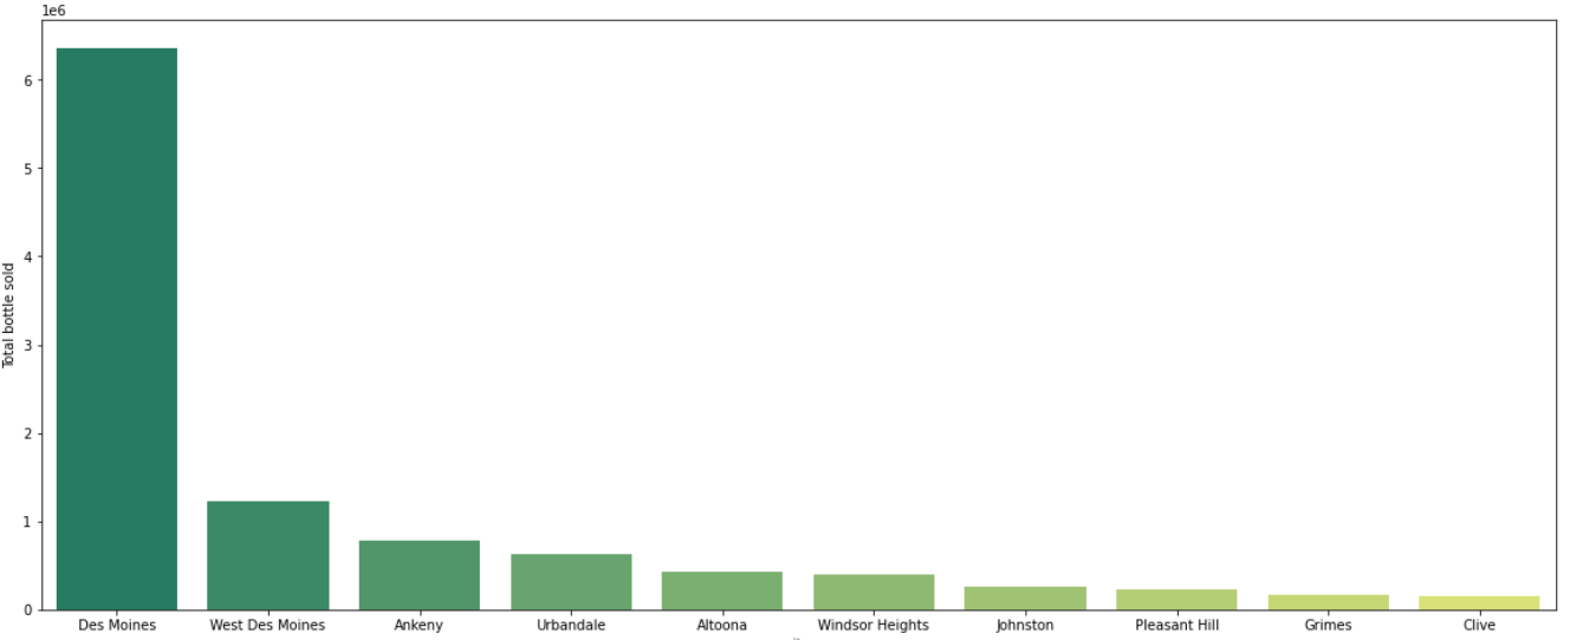 1e6
6
5
4
3
2
1
0
Total bottle sold
Des Moines West Des Moines Ankeny Urbandale Altoona Windsor Heights Johnston Pleasant Hill Grimes Clive